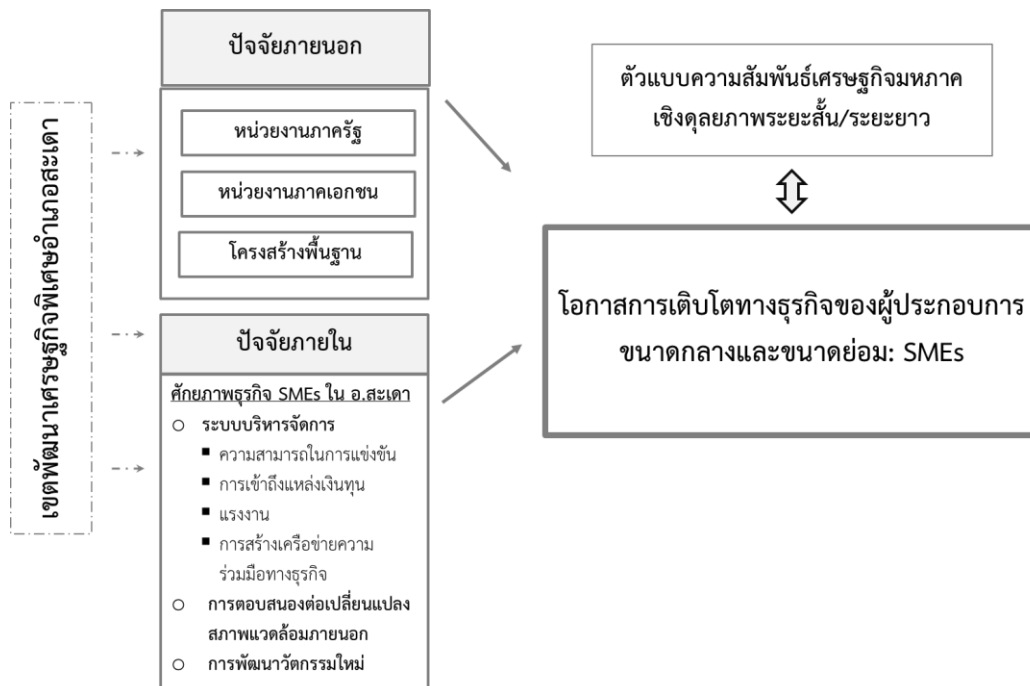 เขตพัฒนาเศรษฐกิจพิเศษอำเภอสะเดา
ปัจจัยภายนอก
หน่วยงานภาครัฐ
หน่วยงานภาคเอกชน
โครงสร้างพื้นฐาน
ปัจจัยภายใน
ศักยภาพธุรกิจ SMEs ใน อ.สะเดา
○ ระบบบริหารจัดการ
▪ ความสามารถในการแข่งขัน
▪ การเข้าถึงแหล่งเงินทุน
▪ แรงงาน
▪ การสร้างเครือข่ายความ
ร่วมมือทางธุรกิจ
○ การตอบสนองต่อเปลี่ยนแปลง
สภาพแวดล้อมภายนอก
○ การพัฒนาวัตกรรมใหม่
ตัวแบบความสัมพันธ์เศรษฐกิจมหภาค
เชิงดุลยภาพระยะสั้น/ระยะยาว
โอกาสการเติบโตทางธุรกิจของผู้ประกอบการ
ขนาดกลางและขนาดย่อม: SMEs